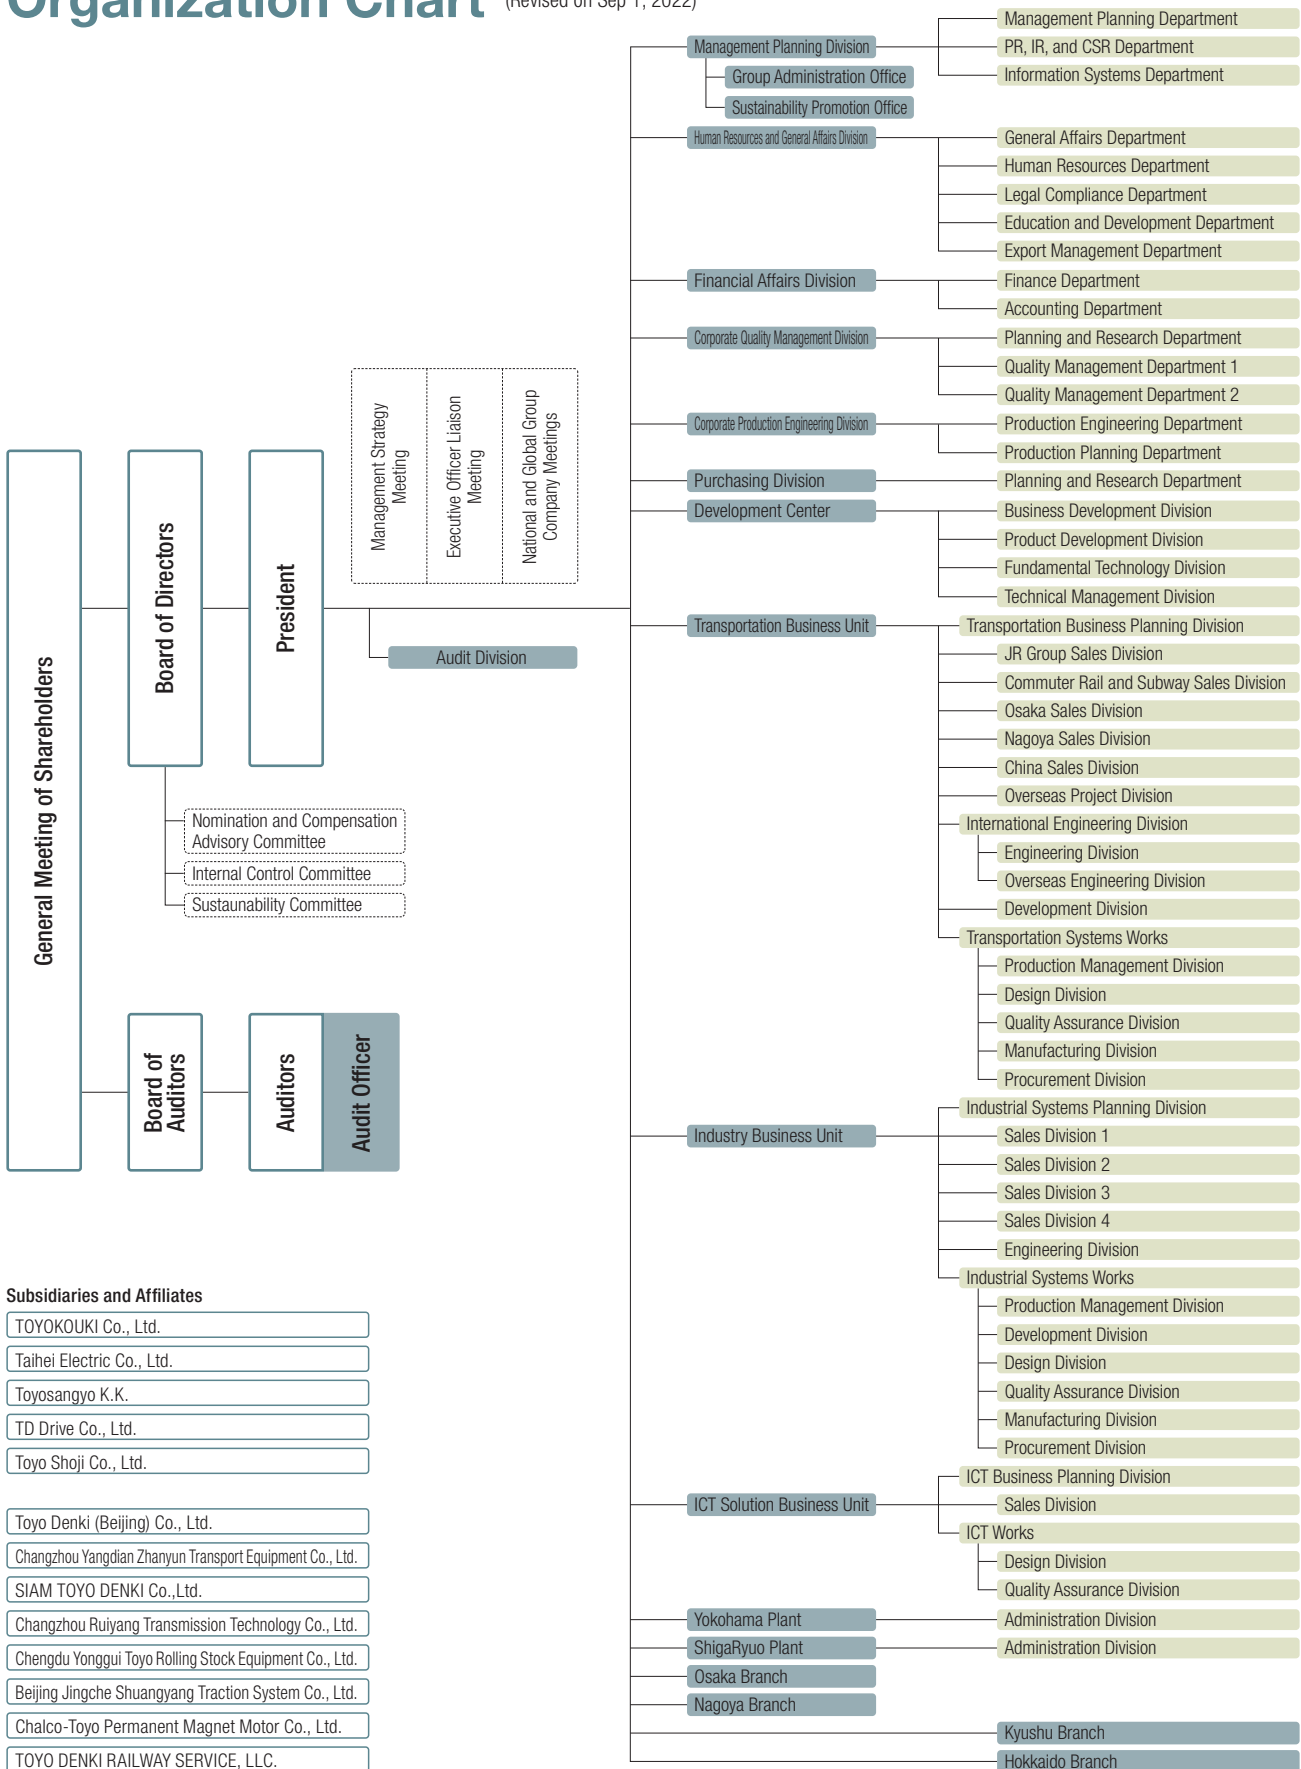 Organization Chart (Revised on Sep 1, 2022)
General Meeting of Shareholders
Board of Directors
President
Management Strategy
Meeting
Executive Officer Liaison
Meeting
National and Global Group
Company Meetings
Audit Division
Nomination and Compensation
Advisory Committee
Internal Control Committee
Sustaunability Committee
Board of
Auditors
Auditors
Audit Officer
Management Planning Division
Group Administration Office
Sustainability Promotion Office
Management Planning Department
PR, IR, and CSR Department
Information Systems Department
Human Resources and General Affairs Division
General Affairs Department
Human Resources Department
Legal Compliance Department
Education and Development Department
Export Management Department
Financial Affairs Division
Finance Department
Accounting Department
Corporate Quality Management Division
Planning and Research Department
Quality Management Department 1
Quality Management Department 2
Corporate Production Engineering Division
Production Engineering Department
Production Planning Department
Purchasing Division
Planning and Research Department
Development Center
Business Development Division
Product Development Division
Fundamental Technology Division
Technical Management Division
Transportation Business Unit
Transportation Business Planning Division
JR Group Sales Division
Commuter Rail and Subway Sales Division
Osaka Sales Division
Nagoya Sales Division
China Sales Division
Overseas Project Division
International Engineering Division
Engineering Division
Overseas Engineering Division
Development Division
Transportation Systems Works
Production Management Division
Design Division
Quality Assurance Division
Manufacturing Division
Procurement Division
Industry Business Unit
Industrial Systems Planning Division
Sales Division 1
Sales Division 2
Sales Division 3
Sales Division 4
Engineering Division
Industrial Systems Works
Production Management Division
Development Division
Design Division
Quality Assurance Division
Manufacturing Division
Procurement Division
ICT Solution Business Unit
ICT Business Planning Division
Sales Division
ICT Works
Design Division
Quality Assurance Division
Yokohama Plant
Administration Division
ShigaRyuo Plant
Administration Division
Osaka Branch
Nagoya Branch
Kyushu Branch
Hokkaido Branch
Subsidiaries and Affiliates
TOYOKOUKI Co., Ltd.
Taihei Electric Co., Ltd.
Toyosangyo K.K.
TD Drive Co., Ltd.
Toyo Shoji Co., Ltd.
Toyo Denki (Beijing) Co., Ltd.
Changzhou Yangdian Zhanyun Transport Equipment Co., Ltd.
SIAM TOYO DENKI Co.,Ltd.
Changzhou Ruiyang Transmission Technology Co., Ltd.
Chengdu Yonggui Toyo Rolling Stock Equipment Co., Ltd.
Beijing Jingche Shuangyang Traction System Co., Ltd.
Chalco-Toyo Permanent Magnet Motor Co., Ltd.
TOYO DENKI RAILWAY SERVICE, LLC.